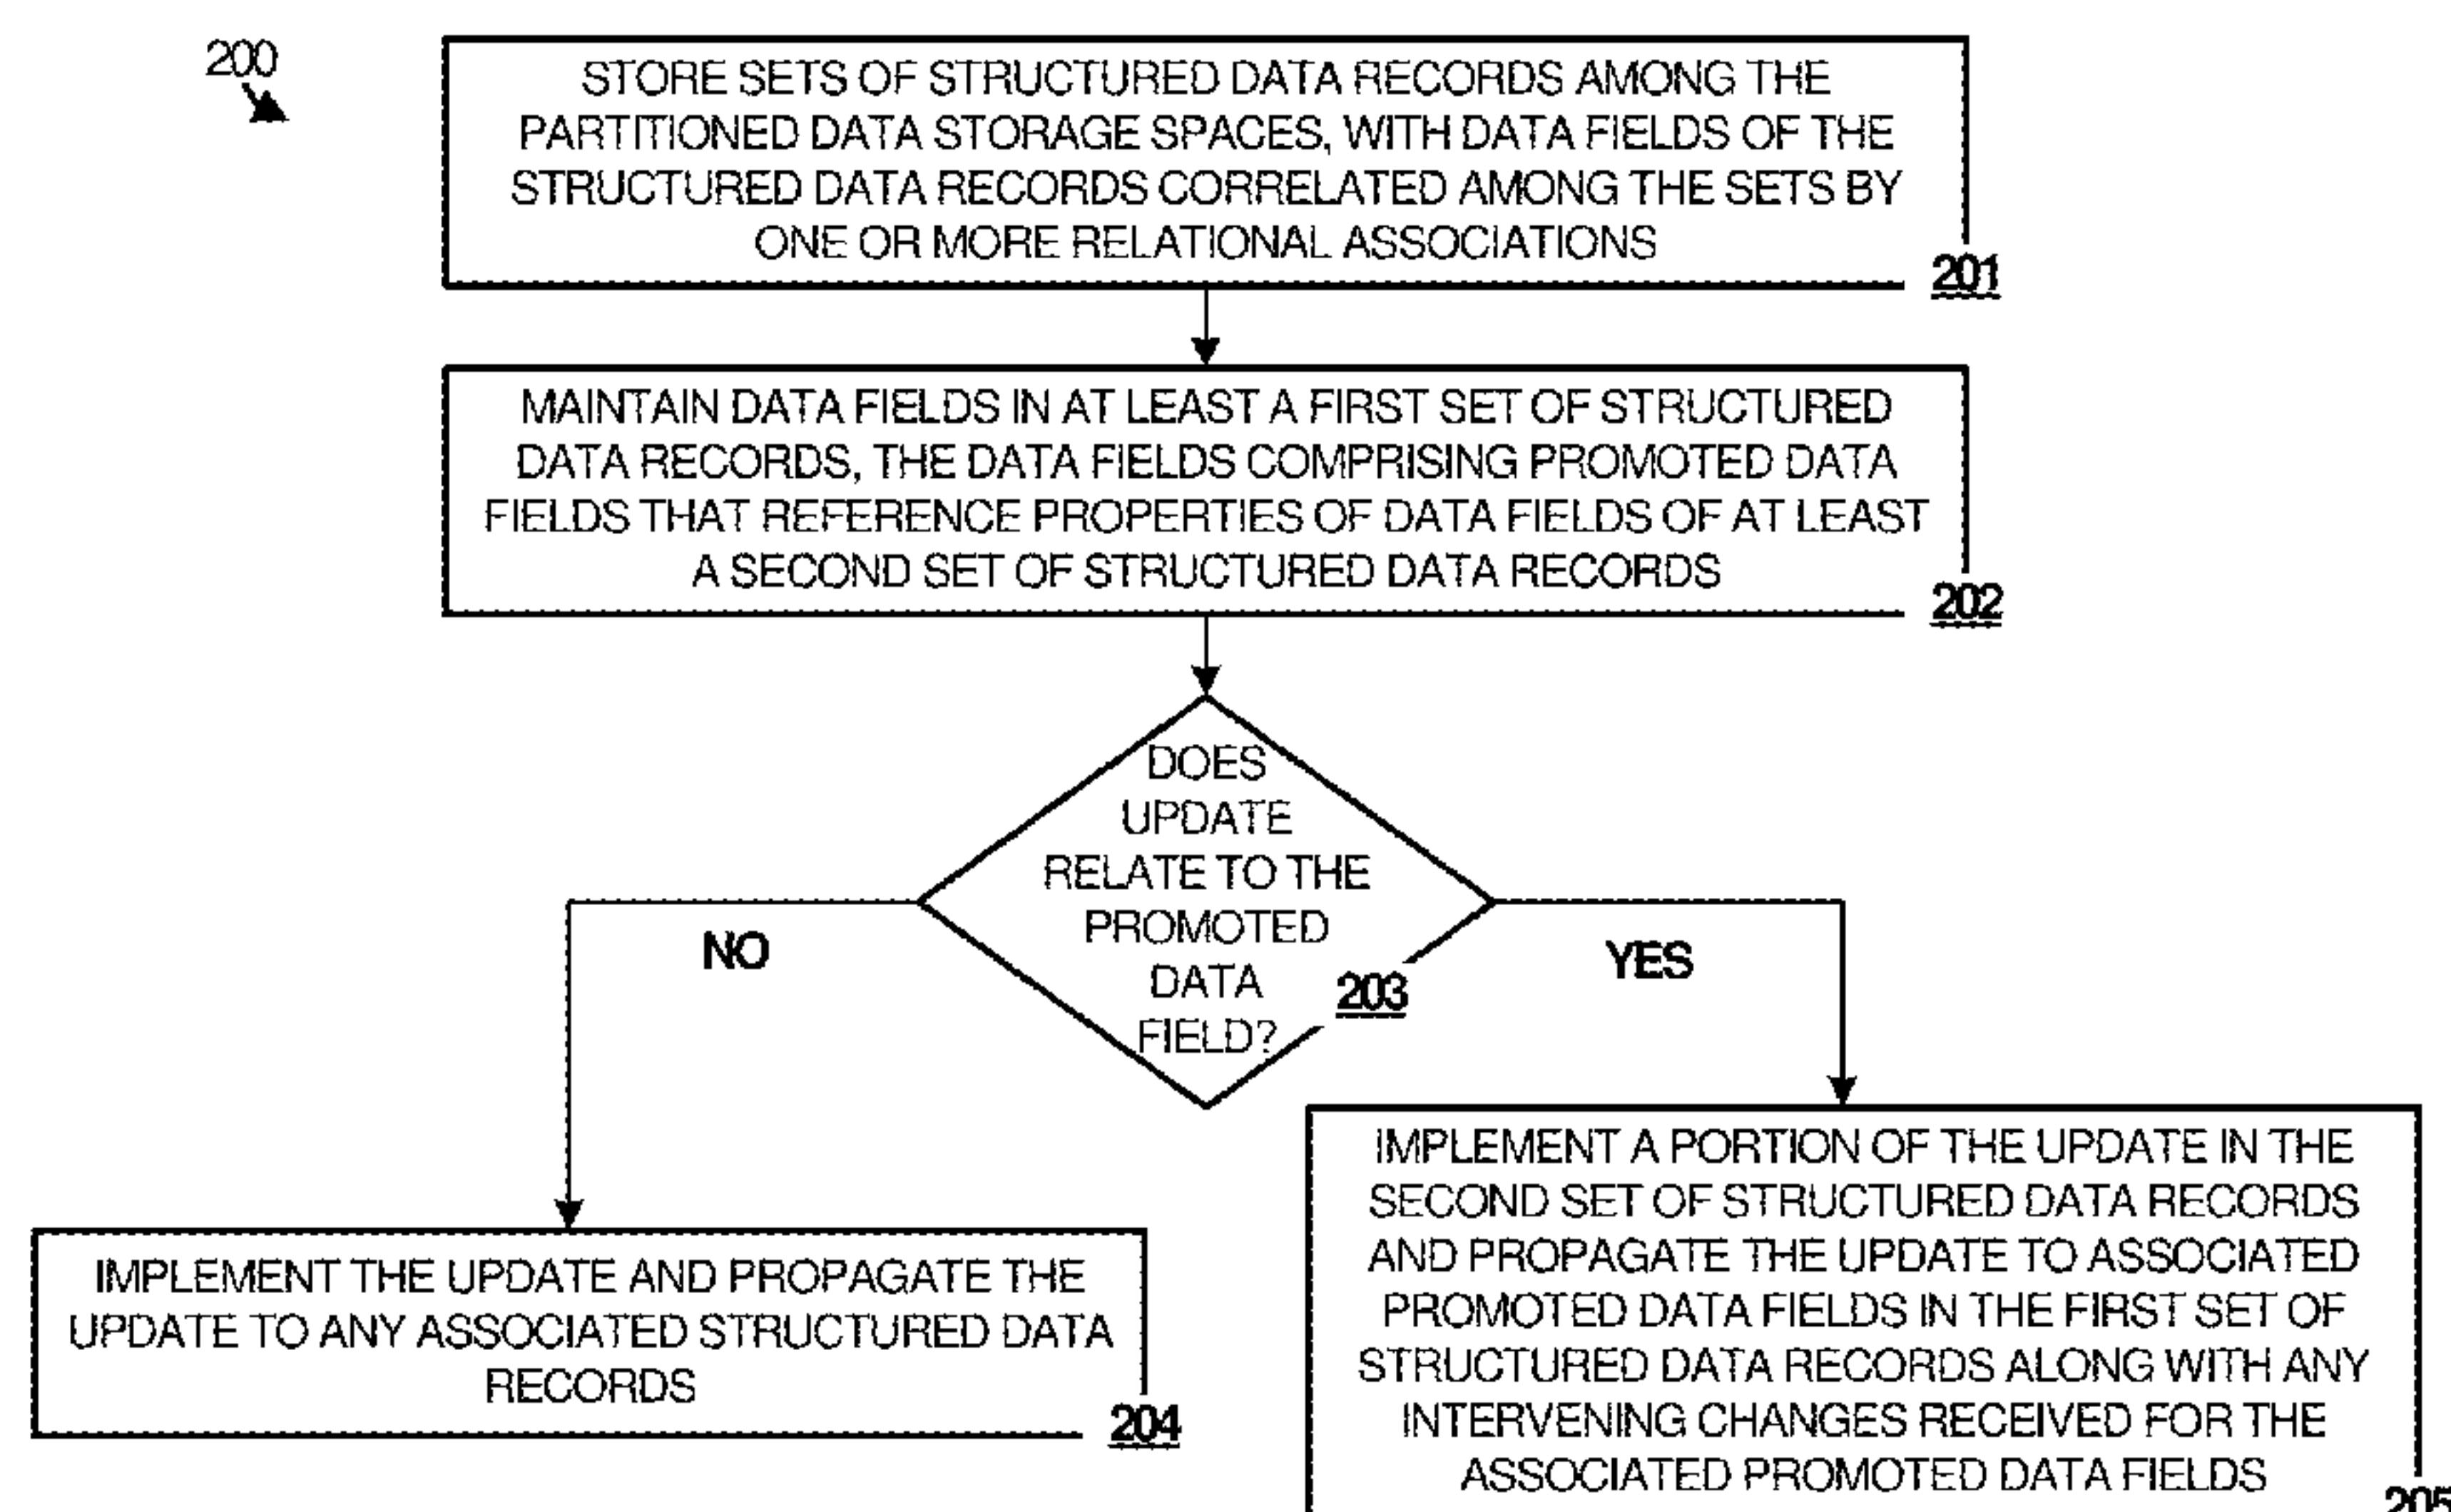 200
STORE SETS OF STRUCTURED DATA RECORDS AMONG THE
PARTITIONED DATA STORAGE SPACES, WITH DATA FIELDS OF THE
STRUCTURED DATA RECORDS CORRELATED AMONG THE SETS BY
ONE OR MORE RELATIONAL ASSOCIATIONS
201
MAINTAIN DATA FIELDS IN AT LEAST A FIRST SET OF STRUCTURED
DATA RECORDS, THE DATA FIELDS COMPRISING PROMOTED DATA
FIELDS THAT REFERENCE PROPERTIES OF DATA FIELDS OF AT LEAST
A SECOND SET OF STRUCTURED DATA RECORDS
202
DOES
UPDATE
RELATE TO THE
PROMOTED
DATA
FIELD?
203
NO
YES
IMPLEMENT THE UPDATE AND PROPAGATE THE
UPDATE TO ANY ASSOCIATED STRUCTURED DATA
RECORDS
204
IMPLEMENT A PORTION OF THE UPDATE IN THE
SECOND SET OF STRUCTURED DATA RECORDS
AND PROPAGATE THE UPDATE TO ASSOCIATED
PROMOTED DATA FIELDS IN THE FIRST SET OF
STRUCTURED DATA RECORDS ALONG WITH ANY
INTERVENING CHANGES RECEIVED FOR THE
ASSOCIATED PROMOTED DATA FIELDS
205